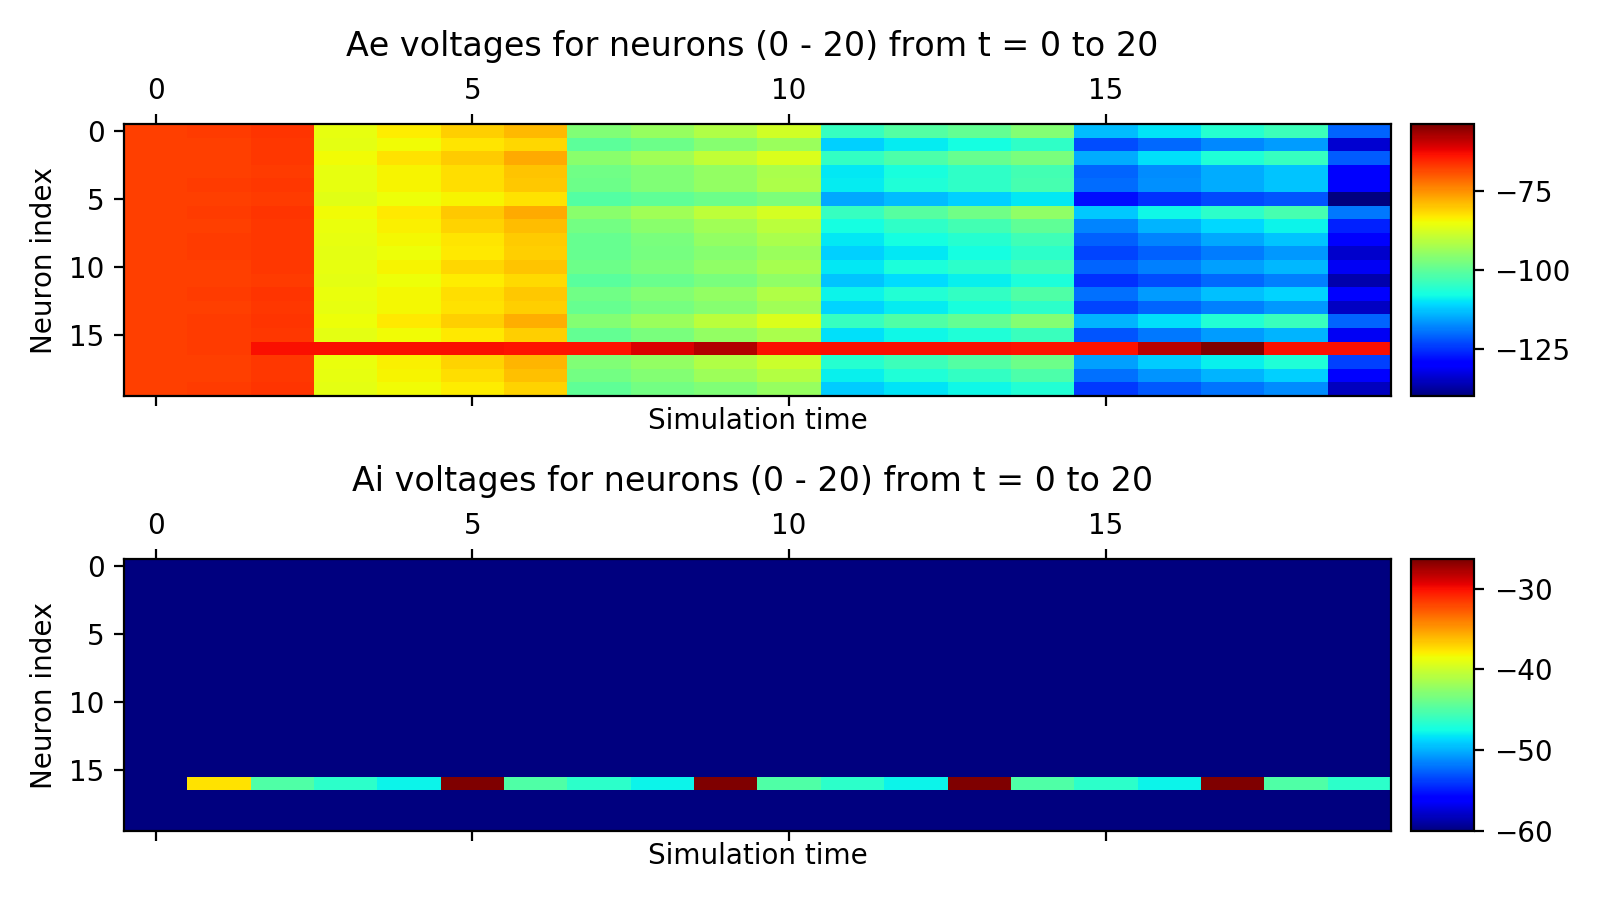 Ae voltages for neurons (0 - 20) from t = 0 to 20
0 5 10 15
Neuron index
0
5
10
15
Simulation time
−75
−100
−125
Ai voltages for neurons (0 - 20) from t = 0 to 20
0 5 10 15
Neuron index
0
5
10
15
Simulation time
−30
−40
−50
−60